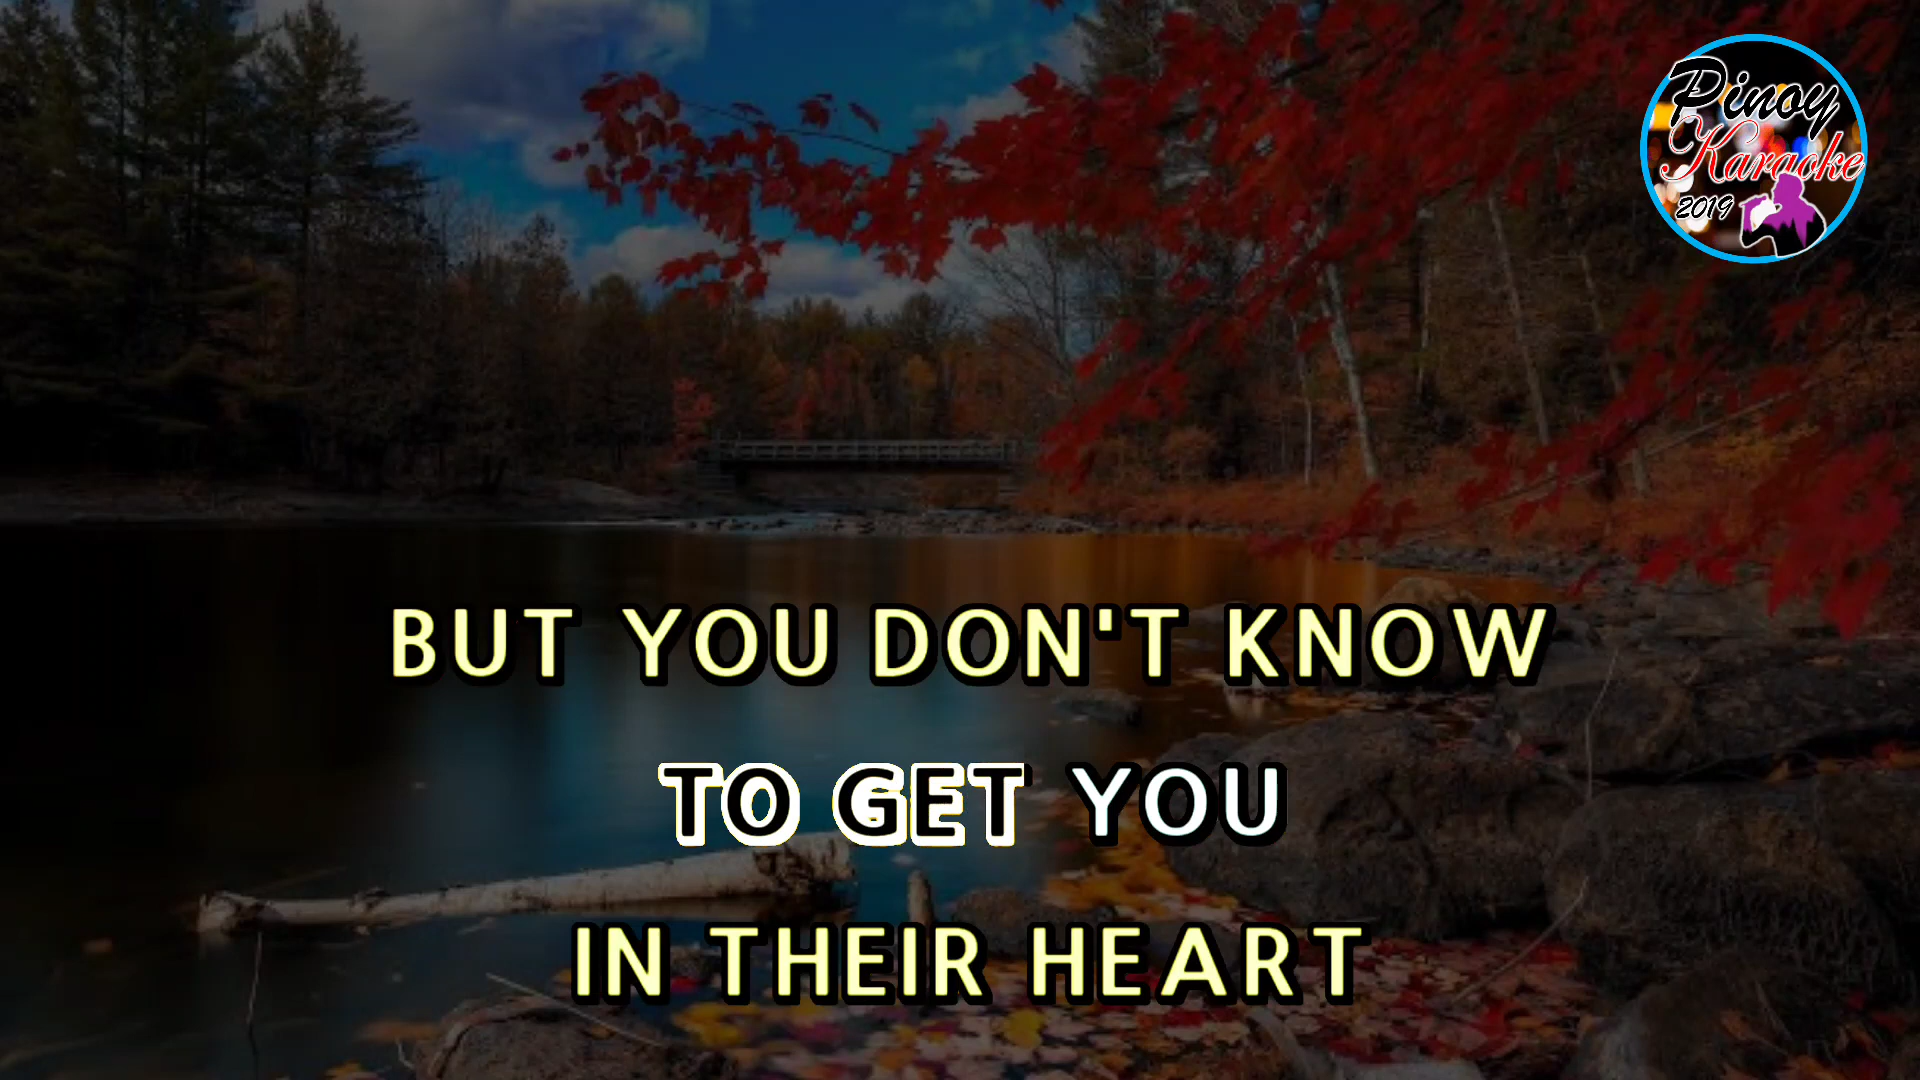 Pinoy
Karaoke
2019
BUT YOU DON'T KNOW
TO GET YOU
IN THEIR HEART